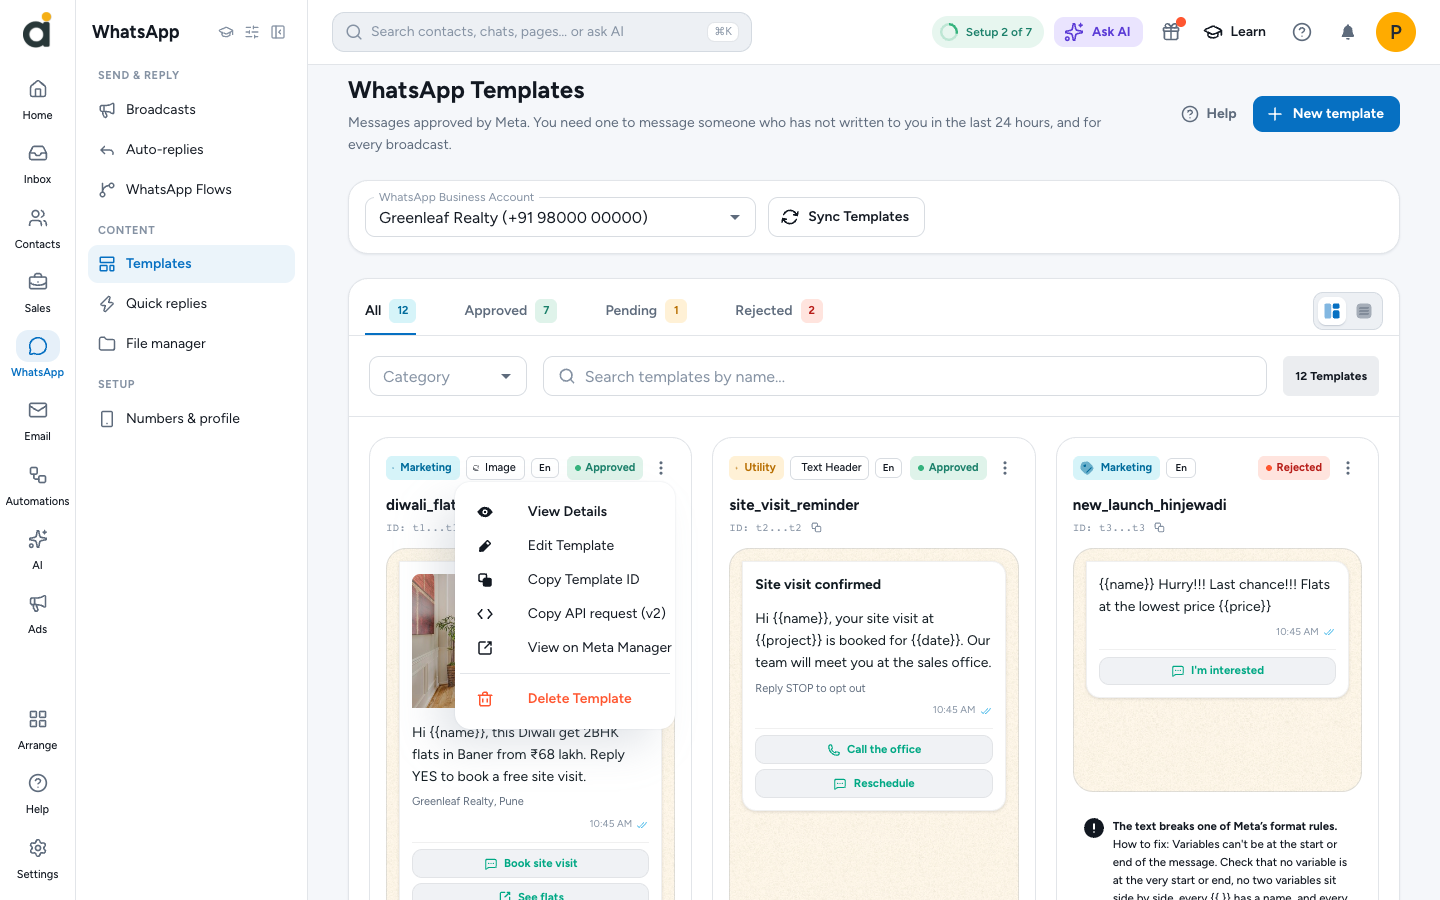 WhatsApp
Search contacts, chats, pages... or ask AI
⌘K
Setup 2 of 7
Ask AI
Learn
P
Home
Inbox
Contacts
Sales
WhatsApp
Email
Automations
AI
Ads
Arrange
Help
Settings
SEND & REPLY
Broadcasts
Auto-replies
WhatsApp Flows
CONTENT
Templates
Quick replies
File manager
SETUP
Numbers & profile
WhatsApp Templates
Messages approved by Meta. You need one to message someone who has not written to you in the last 24 hours, and for
every broadcast.
Help
New template
WhatsApp Business Account
Greenleaf Realty (+91 98000 00000)
Sync Templates
All 12
Approved 7
Pending 1
Rejected 2
Category
Search templates by name...
12 Templates
Marketing
Image
En
Approved
diwali_flat
ID: t1...t
View Details
Edit Template
Copy Template ID
Copy API request (v2)
View on Meta Manager
Delete Template
Hi {{name}}, this Diwali get 2BHK
flats in Baner from ₹68 lakh. Reply
YES to book a free site visit.
Greenleaf Realty, Pune
10:45 AM
Book site visit
See flats
Utility
Text Header
En
Approved
site_visit_reminder
ID: t2...t2
Site visit confirmed
Hi {{name}}, your site visit at
{{project}} is booked for {{date}}. Our
team will meet you at the sales office.
Reply STOP to opt out
10:45 AM
Call the office
Reschedule
Marketing
En
Rejected
new_launch_hinjewadi
ID: t3...t3
{{name}} Hurry!!! Last chance!!! Flats
at the lowest price {{price}}
10:45 AM
I'm interested
The text breaks one of Meta's format rules.
How to fix: Variables can't be at the start or
end of the message. Check that no variable is
at the very start or end, no two variables sit
side by side, every {{ }} has a name, and every